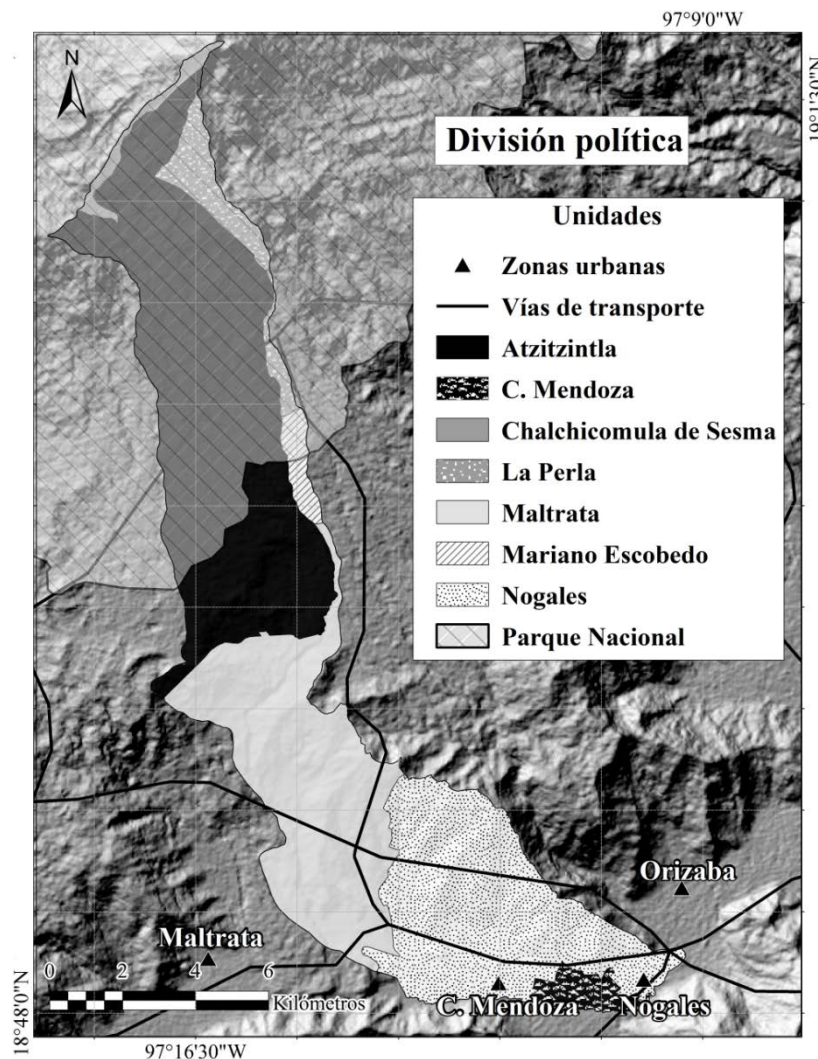 97°9'0"W
19°1'30"N
N
División política
Unidades
Zonas urbanas
Vías de transporte
Atzitzintla
C. Mendoza
Chalchicomula de Sesma
La Perla
Maltrata
Mariano Escobedo
Nogales
Parque Nacional
Orizaba
Maltrata
0 2 4 6
Kilómetros
C. Mendoza
Nogales
18°48'0"N
97°16'30"W